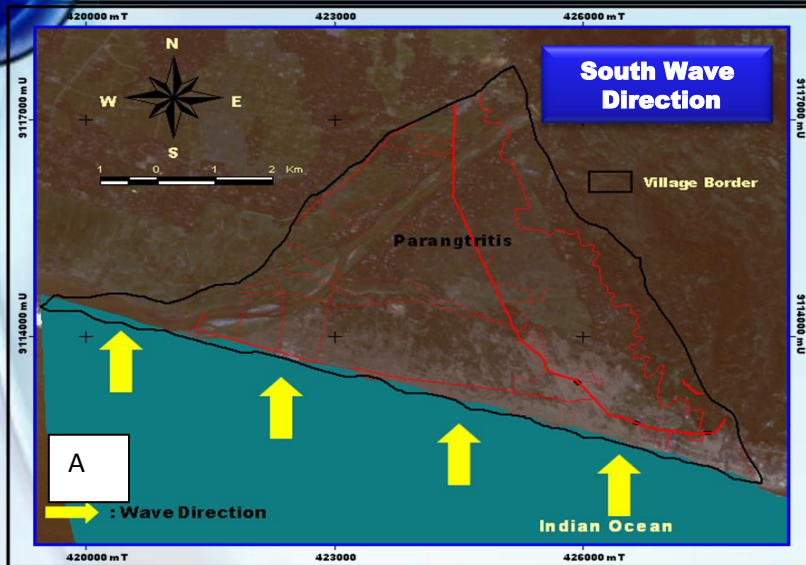 420000 mT 423000 426000 mT
South Wave
Direction
N
W E
S
9117000 mU
9117000 mU
1 0 1 2 Km
Village Border
Parangtritis
9114000 mU
9114000 mU
A
: Wave Direction
Indian Ocean
420000 mT 423000 426000 mT